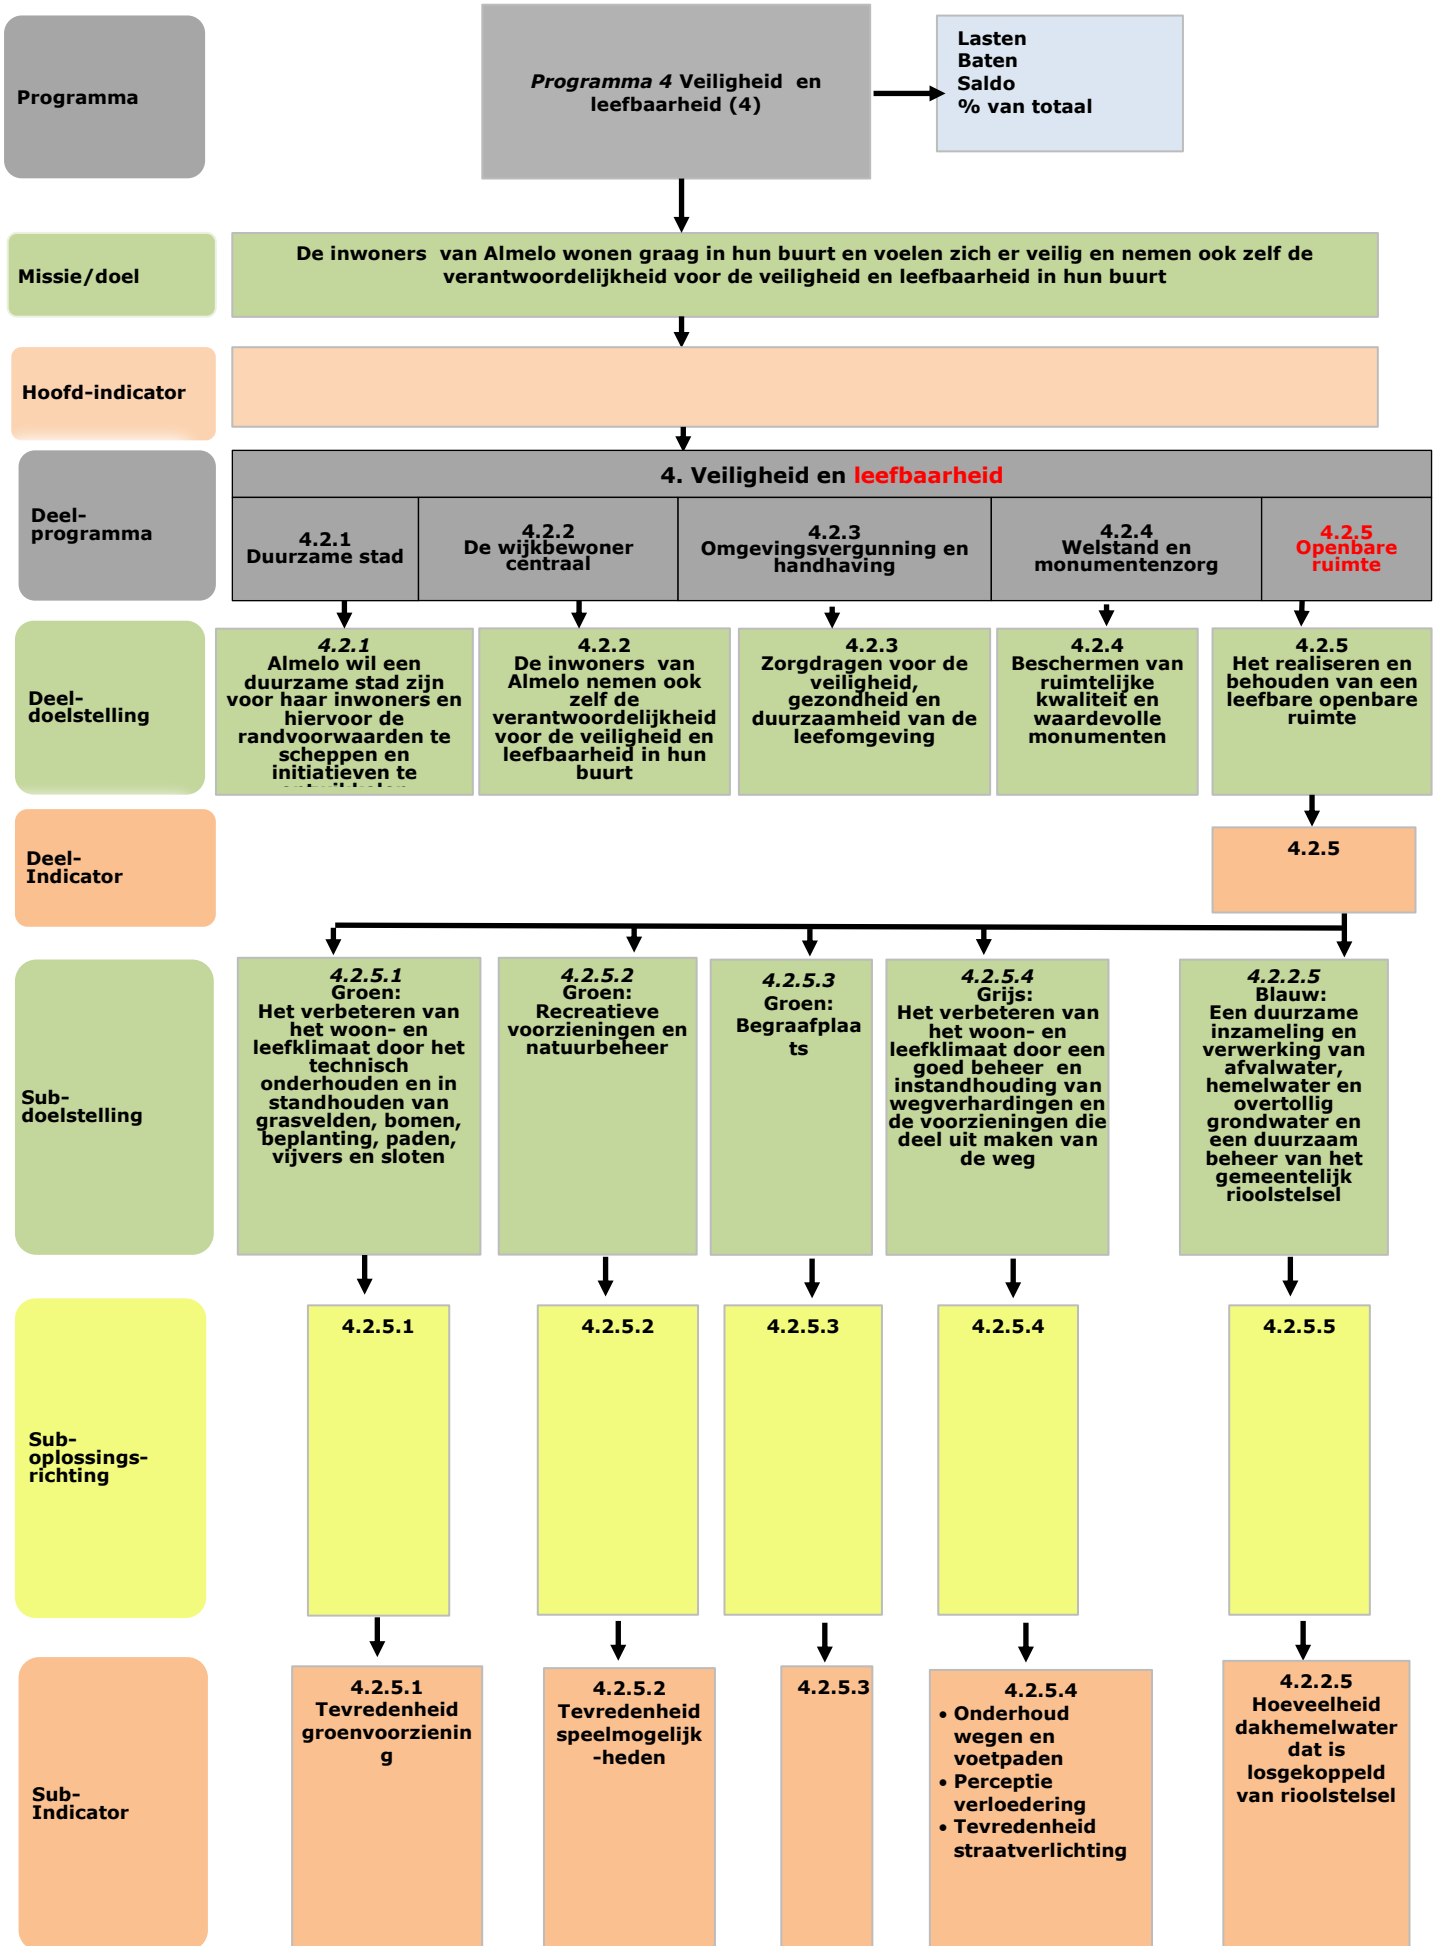 Programma
Programma 4 Veiligheid en
leefbaarheid (4)
Lasten
Baten
Saldo
% van totaal
Missie/doel
De inwoners van Almelo wonen graag in hun buurt en voelen zich er veilig en nemen ook zelf de
verantwoordelijkheid voor de veiligheid en leefbaarheid in hun buurt
Hoofd-indicator
Deel-
programma
4. Veiligheid en leefbaarheid
4.2.1
Duurzame stad
4.2.2
De wijkbewoner
centraal
4.2.3
Omgevingsvergunning en
handhaving
4.2.4
Welstand en
monumentenzorg
4.2.5
Openbare
ruimte
Deel-
doelstelling
4.2.1
Almelo wil een
duurzame stad zijn
voor haar inwoners en
hiervoor de
randvoorwaarden te
scheppen en
initiatieven te
4.2.2
De inwoners van
Almelo nemen ook
zelf de
verantwoordelijkheid
voor de veiligheid en
leefbaarheid in hun
buurt
4.2.3
Zorgdragen voor de
veiligheid,
gezondheid en
duurzaamheid van de
leefomgeving
4.2.4
Beschermen van
ruimtelijke
kwaliteit en
waardevolle
monumenten
4.2.5
Het realiseren en
behouden van een
leefbare openbare
ruimte
Deel-
Indicator
4.2.5
Sub-
doelstelling
4.2.5.1
Groen:
Het verbeteren van
het woon- en
leefklimaat door het
technisch
onderhouden en in
standhouden van
grasvelden, bomen,
beplanting, paden,
vijvers en sloten
4.2.5.2
Groen:
Recreatieve
voorzieningen en
natuurbeheer
4.2.5.3
Groen:
Begraafplaa
ts
4.2.5.4
Grijs:
Het verbeteren van
het woon- en
leefklimaat door een
goed beheer en
instandhouding van
wegverhardingen en
de voorzieningen die
deel uit maken van
de weg
4.2.2.5
Blauw:
Een duurzame
inzameling en
verwerking van
afvalwater,
hemelwater en
overtollig
grondwater en
een duurzaam
beheer van het
gemeentelijk
rioolstelsel
Sub-
oplossings-
richting
4.2.5.1
4.2.5.2
4.2.5.3
4.2.5.4
4.2.5.5
Sub-
Indicator
4.2.5.1
Tevredenheid
groenvoorzienin
g
4.2.5.2
Tevredenheid
speelmogelijk
-heden
4.2.5.3
4.2.5.4
• Onderhoud
wegen en
voetpaden
• Perceptie
verloedering
• Tevredenheid
straatverlichting
4.2.2.5
Hoeveelheid
dakhemelwater
dat is
losgekoppeld
van rioolstelsel